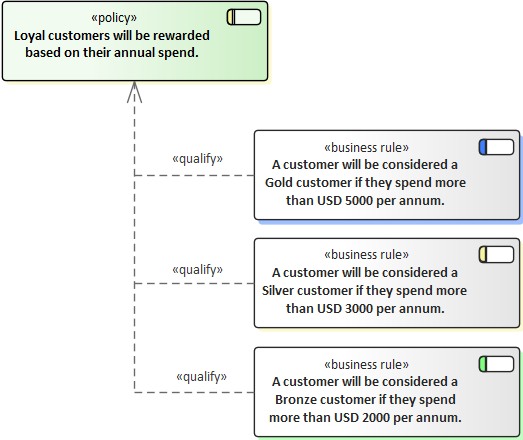 «policy»
Loyal customers will be rewarded
based on their annual spend.
«qualify»
«business rule»
A customer will be considered a
Gold customer if they spend more
than USD 5000 per annum.
«qualify»
«business rule»
A customer will be considered a
Silver customer if they spend more
than USD 3000 per annum.
«qualify»
«business rule»
A customer will be considered a
Bronze customer if they spend
more than USD 2000 per annum.